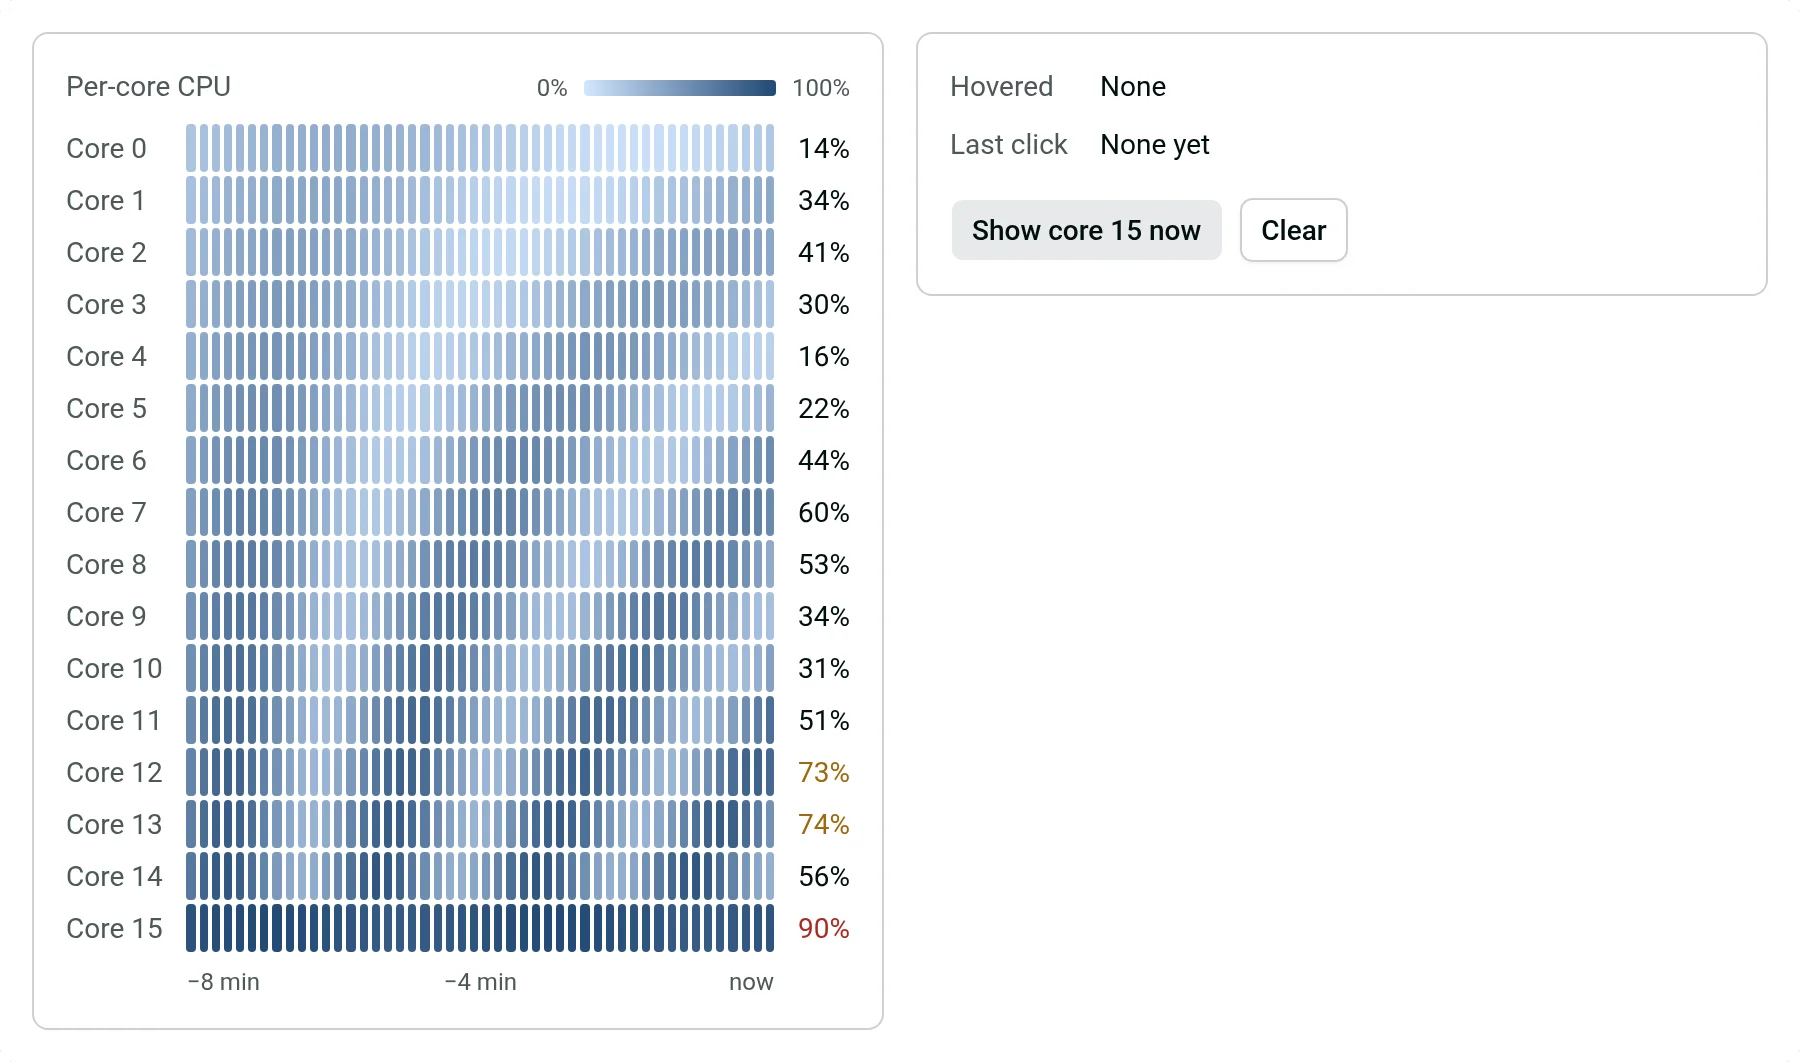 Per-core CPU 0% 100%
Core 0 14%
Core 1 34%
Core 2 41%
Core 3 30%
Core 4 16%
Core 5 22%
Core 6 44%
Core 7 60%
Core 8 53%
Core 9 34%
Core 10 31%
Core 11 51%
Core 12 73%
Core 13 74%
Core 14 56%
Core 15 90%
−8 min −4 min now
Hovered None
Last click None yet
Show core 15 now Clear